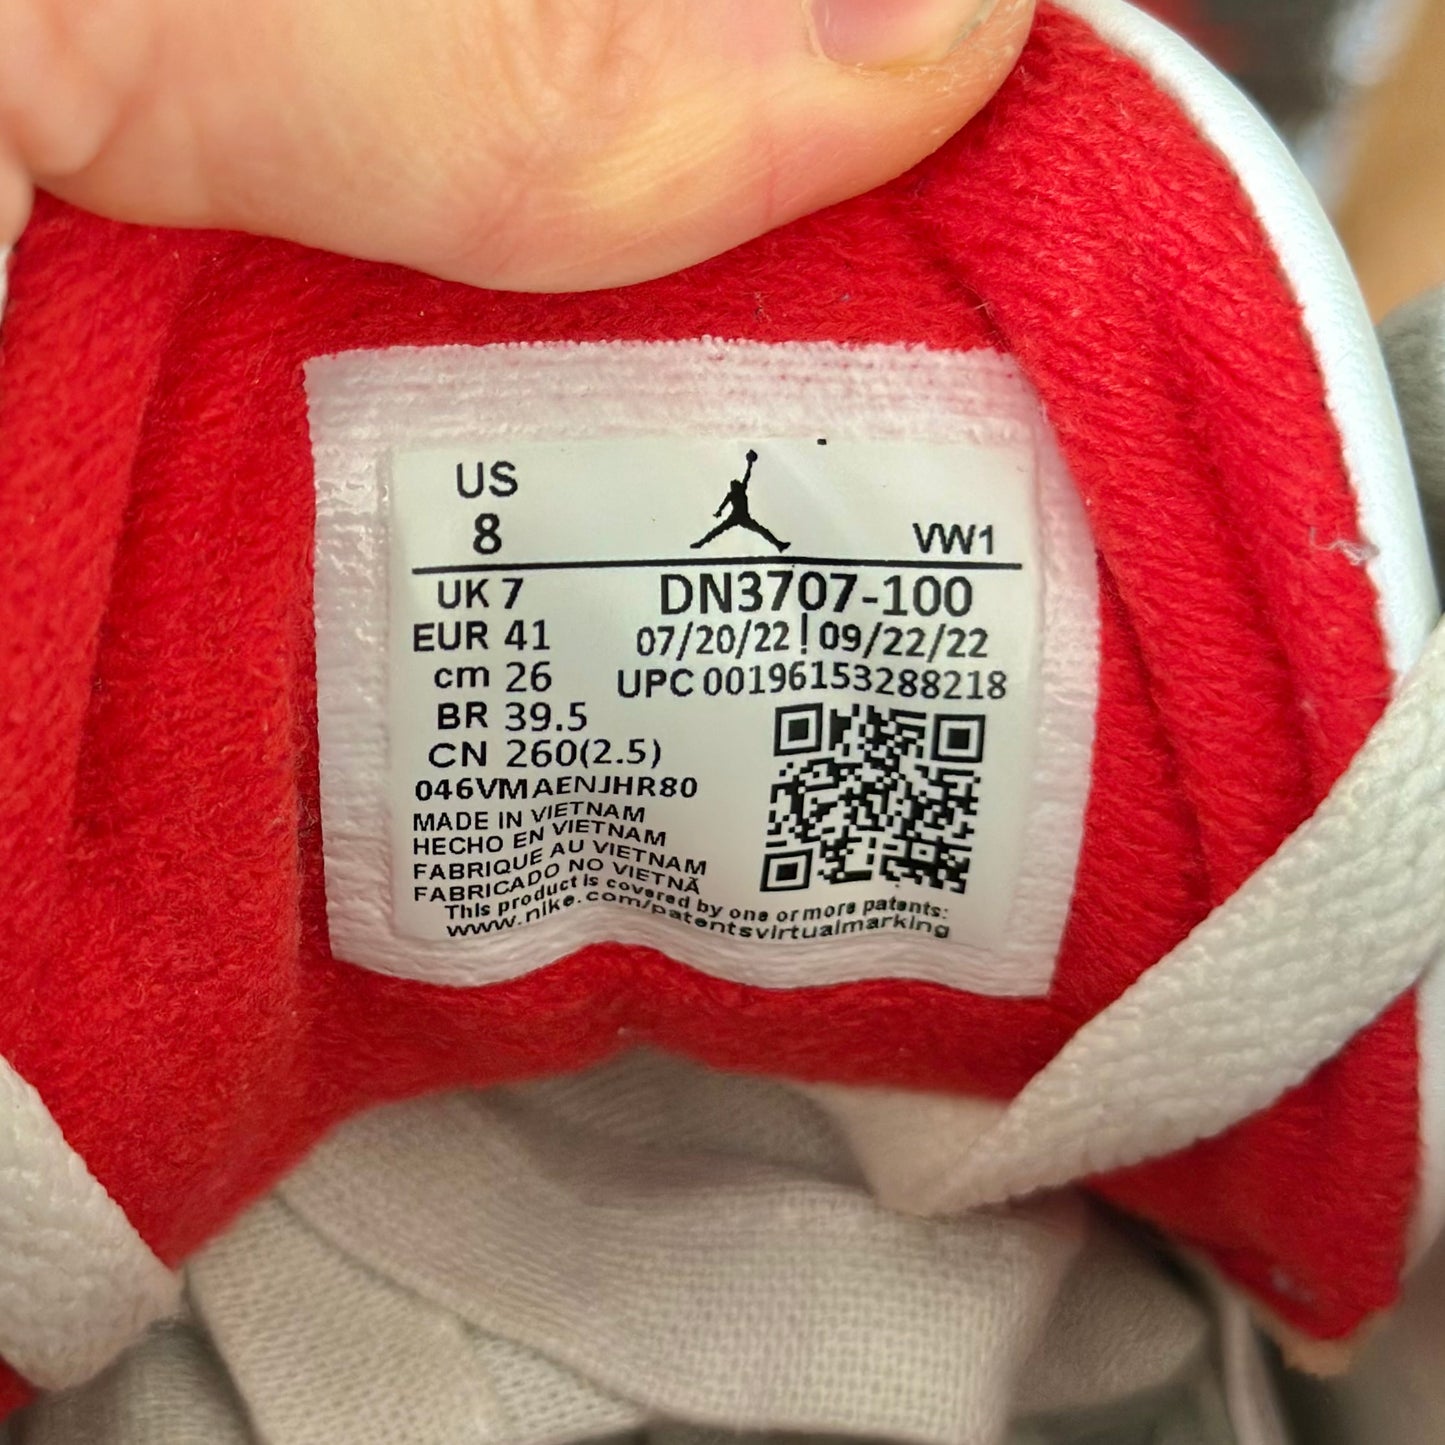 US
8
VW1
UK 7
DN3707-100
EUR 41
07/20/22 ! 09/22/22
cm 26
UPC 00196153288218
BR 39.5
CN 260(2.5)
046VMAENJHR80
MADE IN VIETNAM
HECHO EN VIETNAM
FABRIQUE AU VIETNAM
FABRICADO NO VIETNÃ
This product is covered by one or more patents:
www.nike.com/patentsvirtualmarking